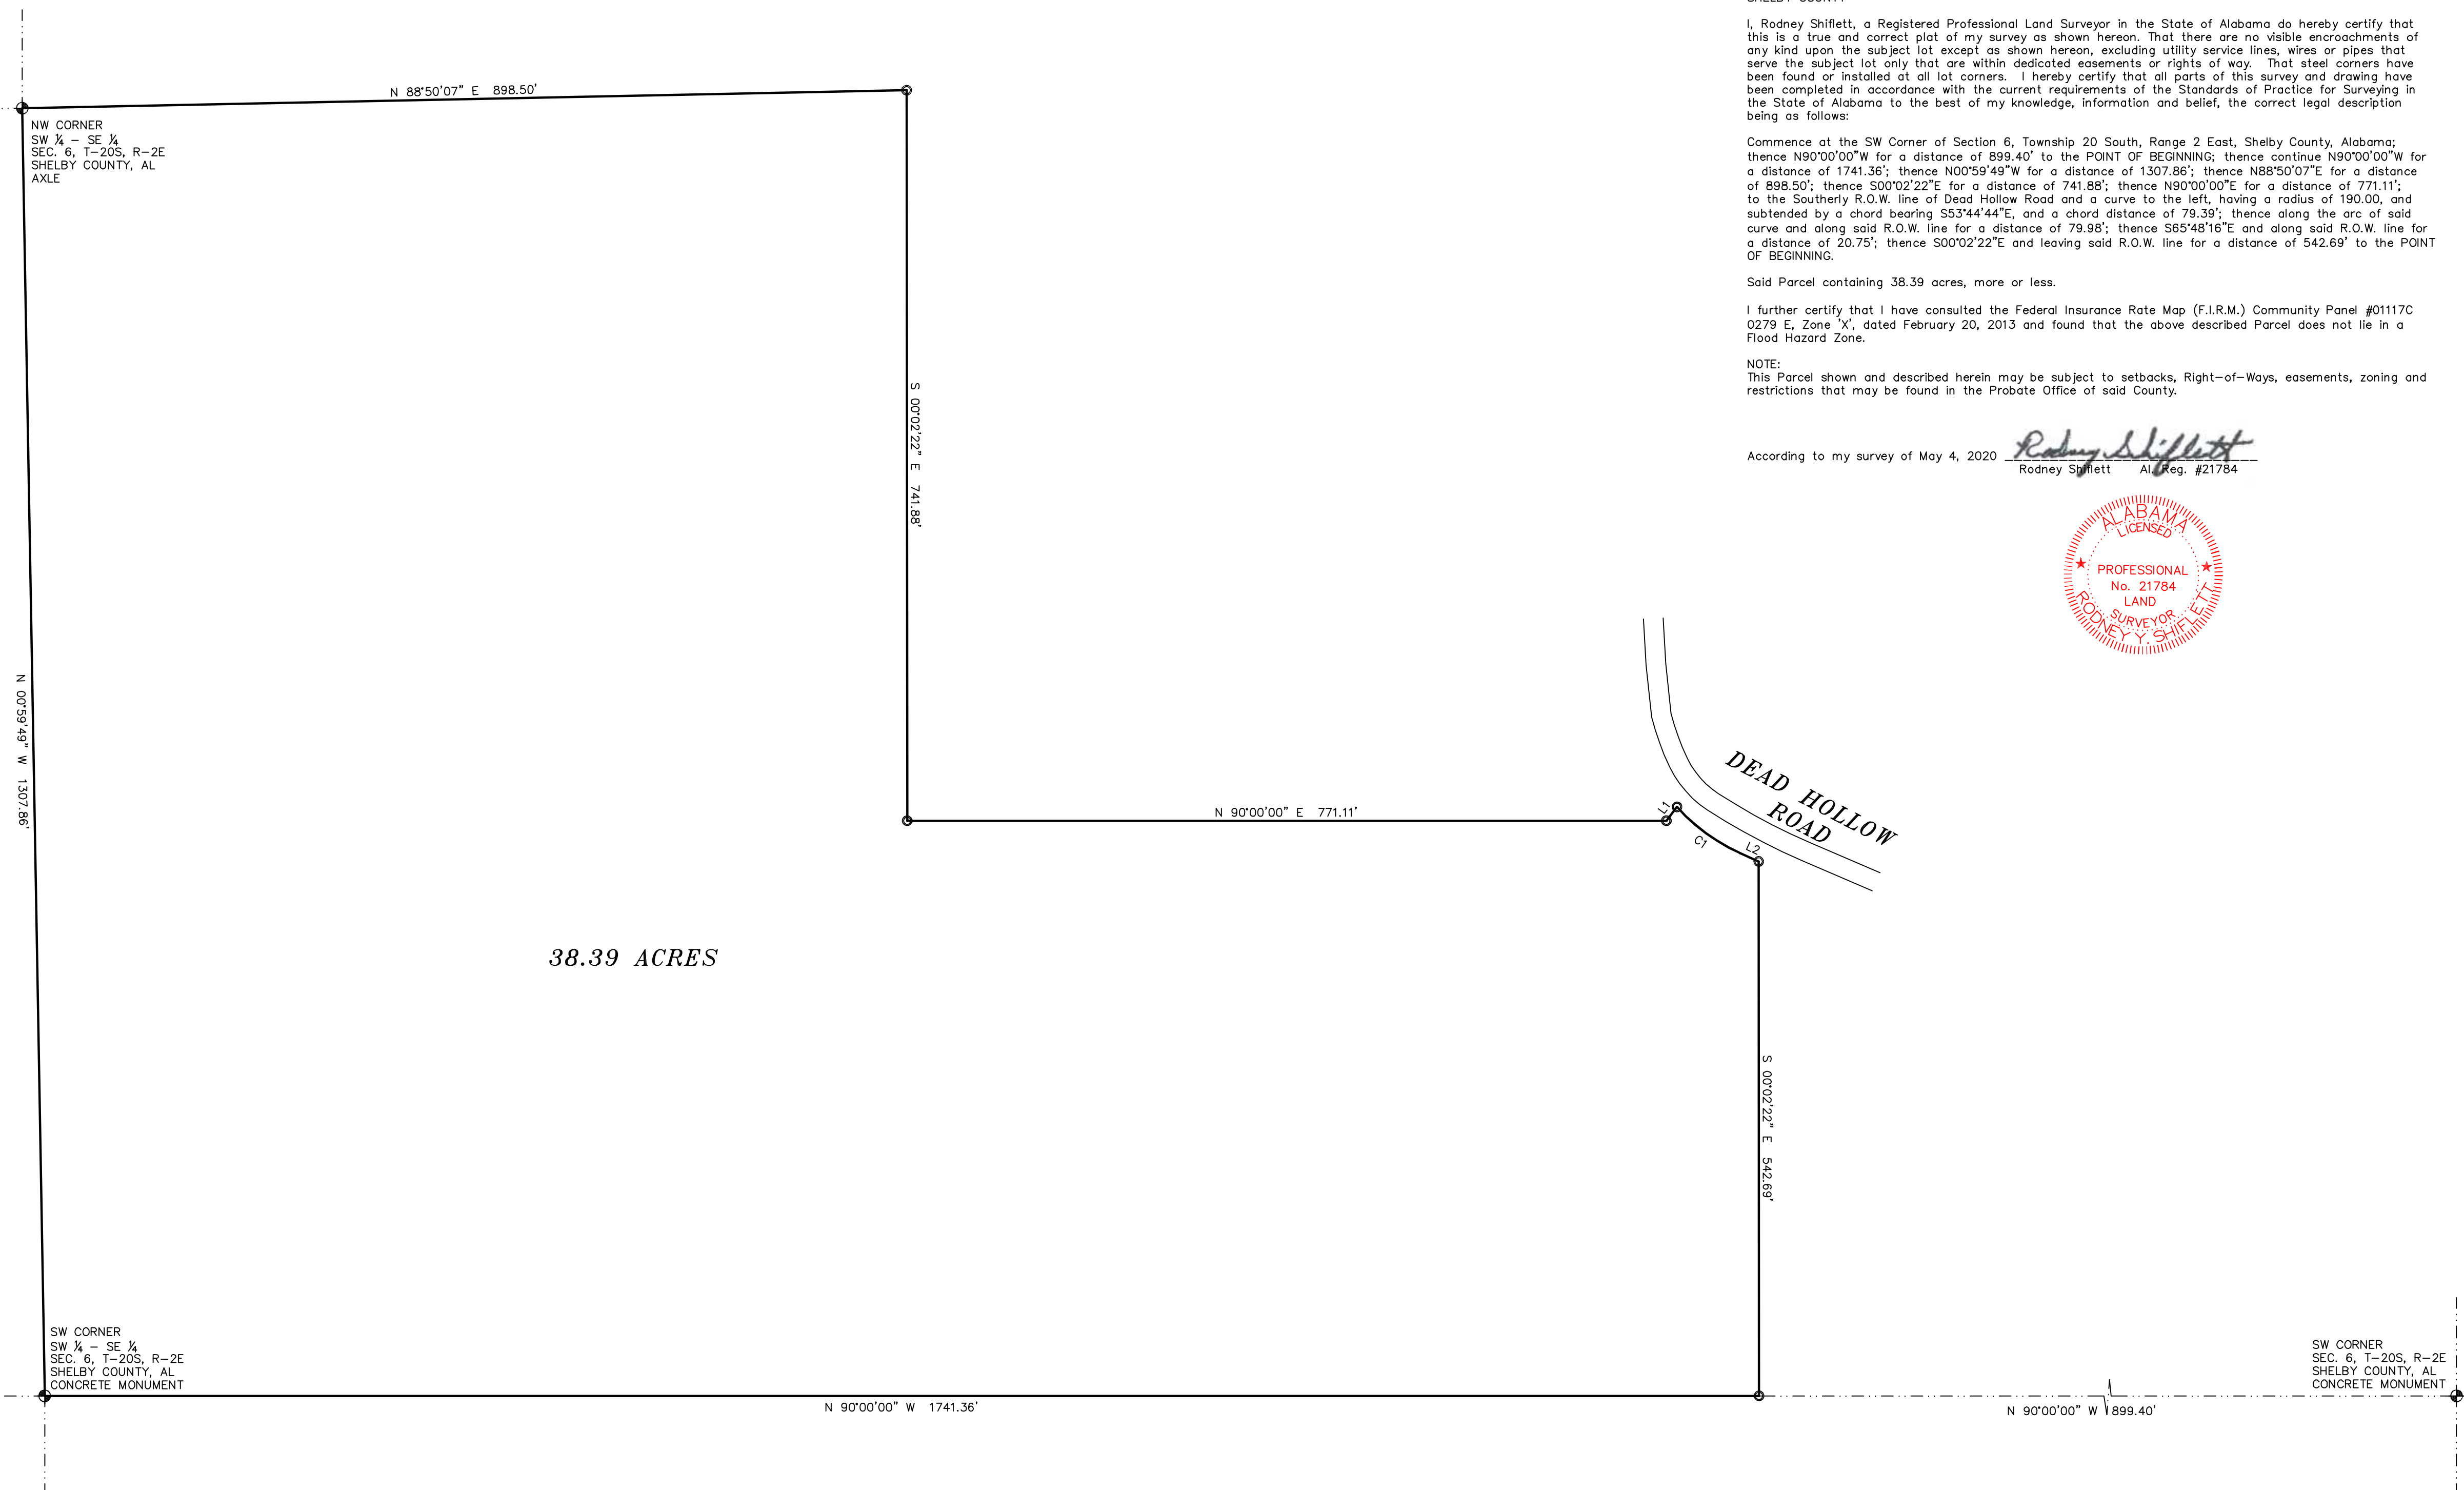 I, Rodney Shiflett, a Registered Professional Land Surveyor in the State of Alabama do hereby certify that
this is a true and correct plat of my survey as shown hereon. That there are no visible encroachments of
any kind upon the subject lot except as shown hereon, excluding utility service lines, wires or pipes that
serve the subject lot only that are within dedicated easements or rights of way. That steel corners have
been found or installed at all lot corners. I hereby certify that all parts of this survey and drawing have
been completed in accordance with the current requirements of the Standards of Practice for Surveying in
the State of Alabama to the best of my knowledge, information and belief, the correct legal description
being as follows:
Commence at the SW Corner of Section 6, Township 20 South, Range 2 East, Shelby County, Alabama;
thence N90°00'00"W for a distance of 899.40' to the POINT OF BEGINNING; thence continue N90°00'00"W for
a distance of 1741.36'; thence N00°59'49"W for a distance of 1307.86'; thence N88°50'07"E for a distance
of 898.50'; thence S00°02'22"E for a distance of 741.88'; thence N90°00'00"E for a distance of 771.11';
to the Southerly R.O.W. line of Dead Hollow Road and a curve to the left, having a radius of 190.00, and
subtended by a chord bearing S53°44'44"E, and a chord distance of 79.39'; thence along the arc of said
curve and along said R.O.W. line for a distance of 79.98'; thence S65°48'16"E and along said R.O.W. line for
a distance of 20.75'; thence S00°02'22"E and leaving said R.O.W. line for a distance of 542.69' to the POINT
OF BEGINNING.
Said Parcel containing 38.39 acres, more or less.
I further certify that I have consulted the Federal Insurance Rate Map (F.I.R.M.) Community Panel #01117C
0279 E, Zone 'X', dated February 20, 2013 and found that the above described Parcel does not lie in a
Flood Hazard Zone.
NOTE:
This Parcel shown and described herein may be subject to setbacks, Right-of-Ways, easements, zoning and
restrictions that may be found in the Probate Office of said County.
According to my survey of May 4, 2020 Rodney Shiflett
Rodney Shiflett Al. Reg. #21784
ALABAMA
LICENSED
PROFESSIONAL
No. 21784
LAND
SURVEYOR
RODNEY Y. SHIFLETT
N 88°50'07" E 898.50'
NW CORNER
SW ¼ - SE ¼
SEC. 6, T-20S, R-2E
SHELBY COUNTY, AL
AXLE
S 00°02'22" E 741.88'
N 00°59'49" W 1307.86'
DEAD HOLLOW
ROAD
N 90°00'00" E 771.11'
L1
C1
L2
38.39 ACRES
S 00°02'22" E 542.69'
SW CORNER
SW ¼ - SE ¼
SEC. 6, T-20S, R-2E
SHELBY COUNTY, AL
CONCRETE MONUMENT
N 90°00'00" W 1741.36'
SW CORNER
SEC. 6, T-20S, R-2E
SHELBY COUNTY, AL
CONCRETE MONUMENT
N 90°00'00" W 899.40'